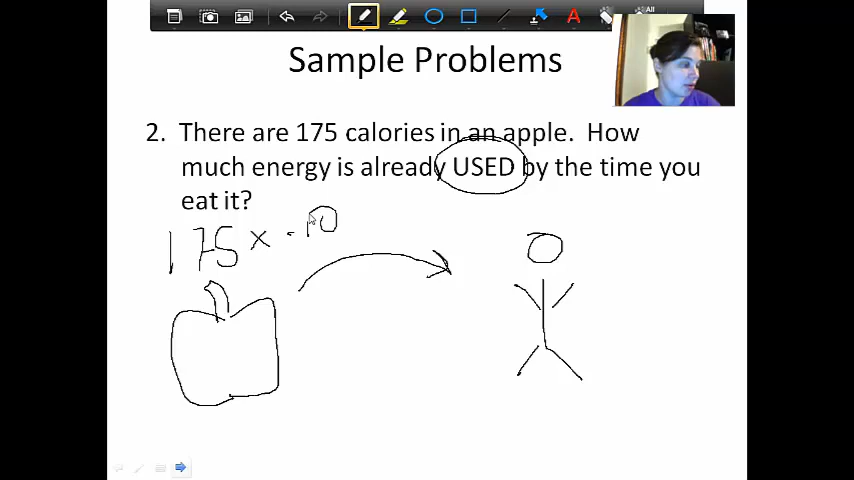 All
A
Sample Problems
2. There are 175 calories in an apple. How
much energy is already USED by the time you
eat it?
175 x .10